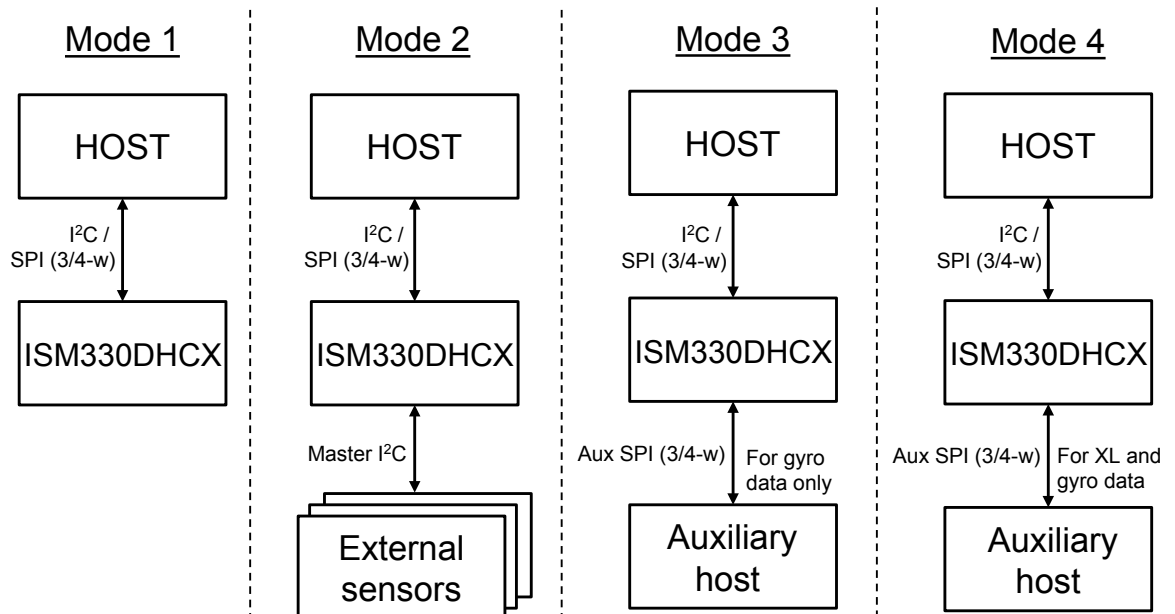 Mode 1
HOST
I²C /
SPI (3/4-w)
ISM330DHCX
Mode 2
HOST
I²C /
SPI (3/4-w)
ISM330DHCX
Master I²C
External
sensors
Mode 3
HOST
I²C /
SPI (3/4-w)
ISM330DHCX
Aux SPI (3/4-w)
For gyro
data only
Auxiliary
host
Mode 4
HOST
I²C /
SPI (3/4-w)
ISM330DHCX
Aux SPI (3/4-w)
For XL and
gyro data
Auxiliary
host